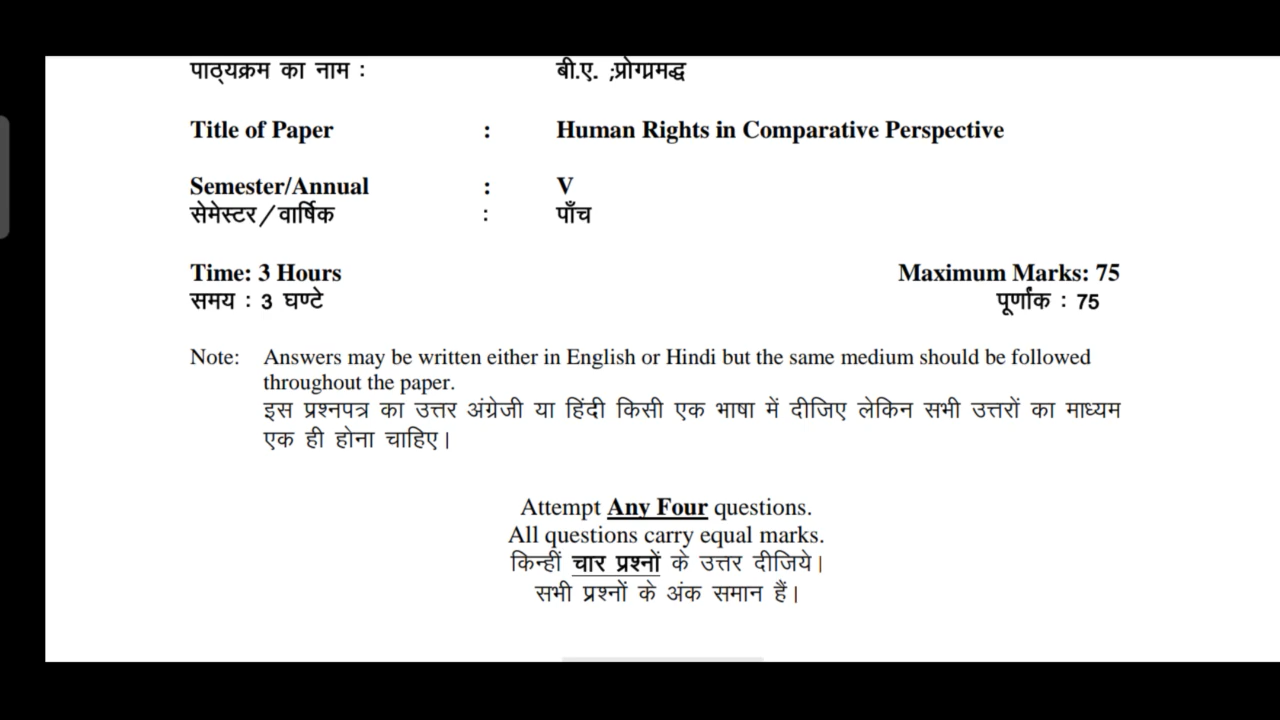 पाठ्यक्रम का नाम : बी.ए. ;प्रोग्रामद्ध
Title of Paper : Human Rights in Comparative Perspective
Semester/Annual : V
सेमेस्टर/वार्षिक : पाँच
Time: 3 Hours Maximum Marks: 75
समय : 3 घण्टे पूर्णांक : 75
Note: Answers may be written either in English or Hindi but the same medium should be followed
throughout the paper.
इस प्रश्नपत्र का उत्तर अंग्रेजी या हिंदी किसी एक भाषा में दीजिए लेकिन सभी उत्तरों का माध्यम
एक ही होना चाहिए।
Attempt Any Four questions.
All questions carry equal marks.
किन्हीं चार प्रश्नों के उत्तर दीजिये।
सभी प्रश्नों के अंक समान हैं।